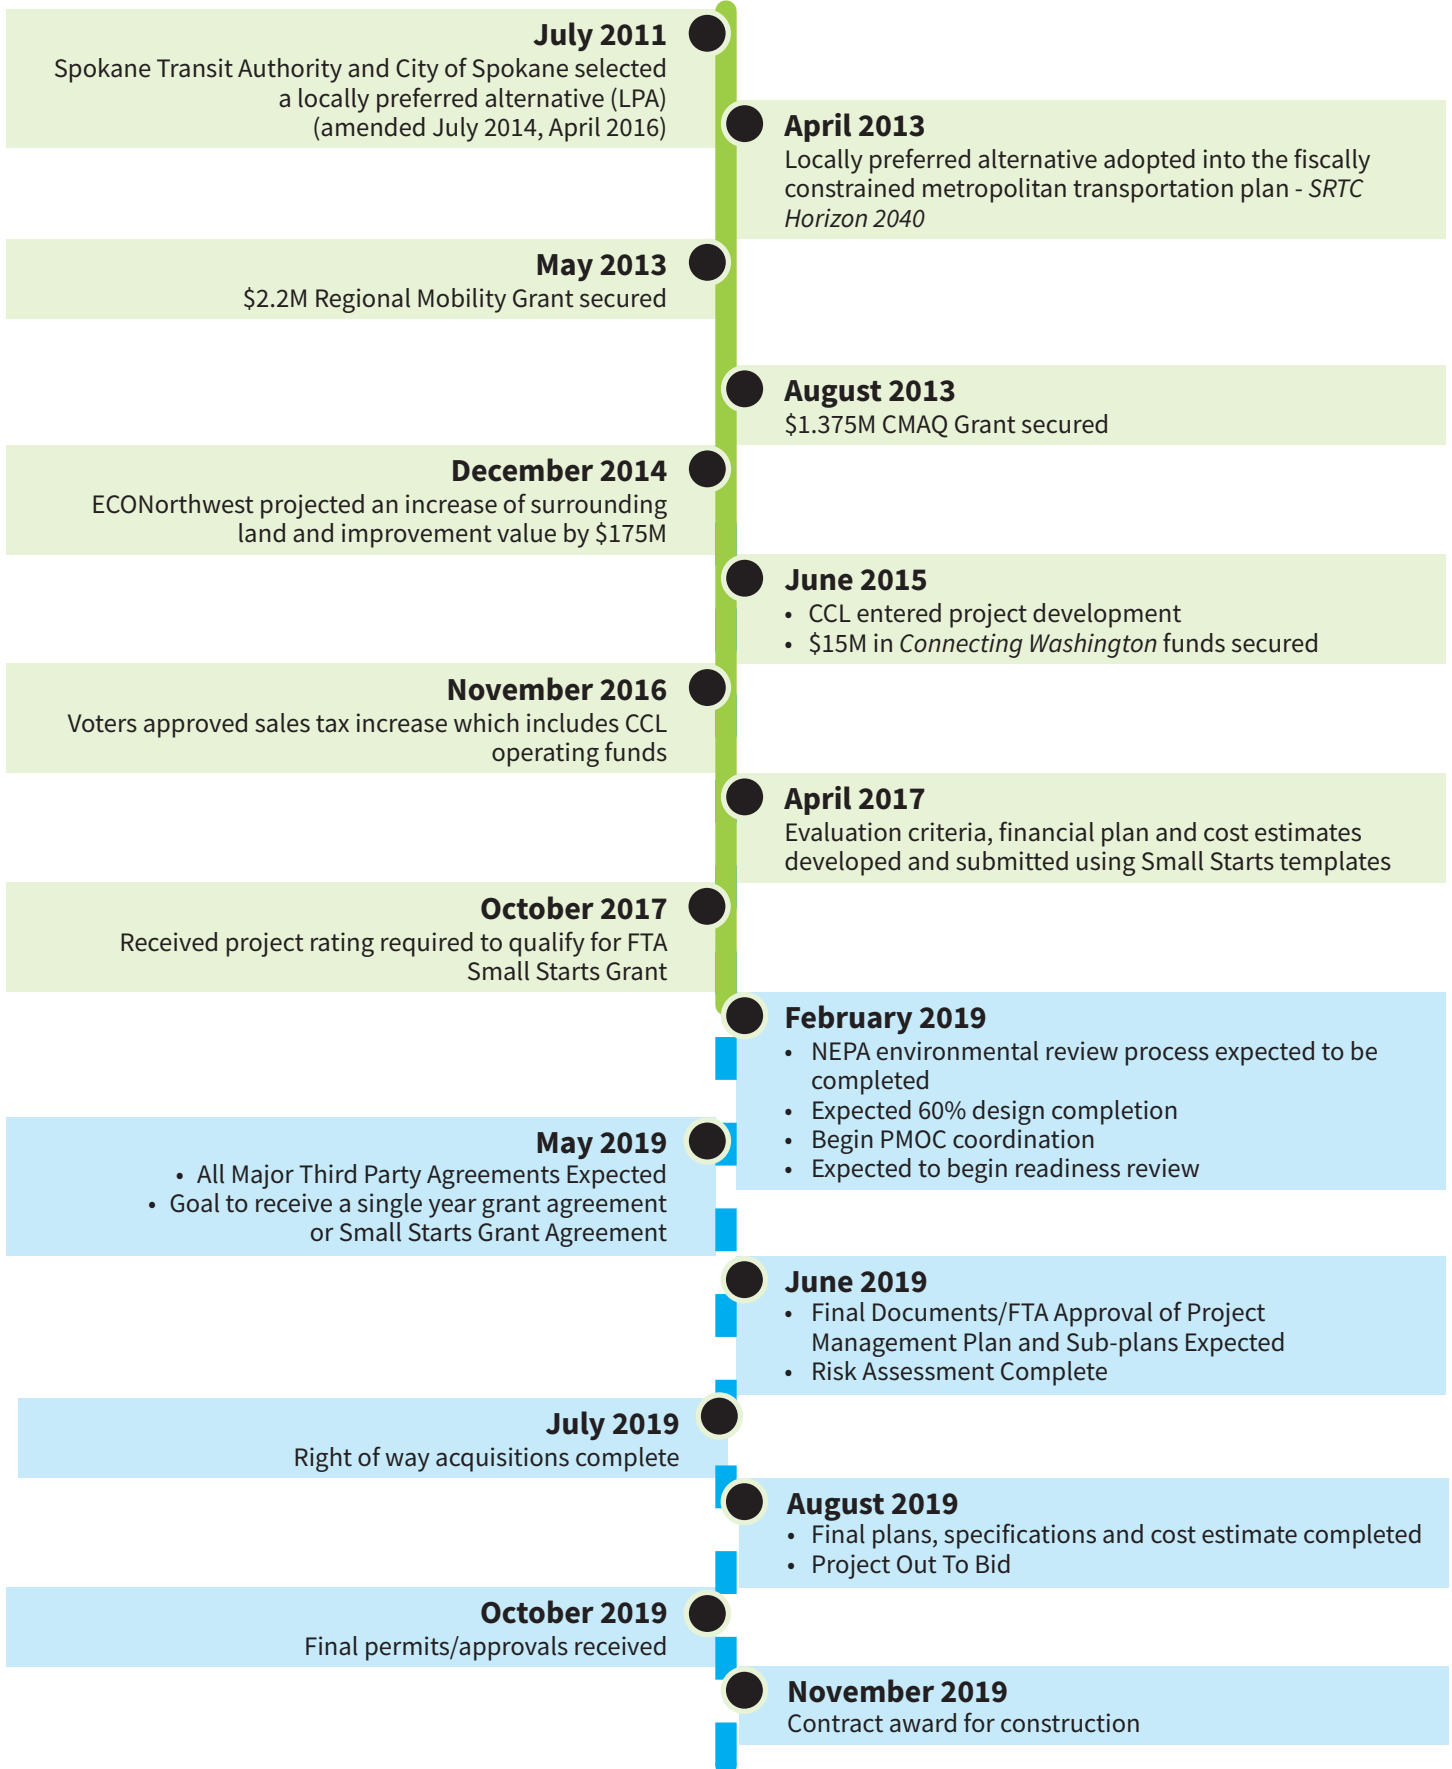 July 2011
Spokane Transit Authority and City of Spokane selected
a locally preferred alternative (LPA)
(amended July 2014, April 2016)
April 2013
Locally preferred alternative adopted into the fiscally
constrained metropolitan transportation plan - SRTC
Horizon 2040
May 2013
$2.2M Regional Mobility Grant secured
August 2013
$1.375M CMAQ Grant secured
December 2014
ECONorthwest projected an increase of surrounding
land and improvement value by $175M
June 2015
• CCL entered project development
• $15M in Connecting Washington funds secured
November 2016
Voters approved sales tax increase which includes CCL
operating funds
April 2017
Evaluation criteria, financial plan and cost estimates
developed and submitted using Small Starts templates
October 2017
Received project rating required to qualify for FTA
Small Starts Grant
February 2019
• NEPA environmental review process expected to be
completed
• Expected 60% design completion
• Begin PMOC coordination
• Expected to begin readiness review
May 2019
• All Major Third Party Agreements Expected
• Goal to receive a single year grant agreement
or Small Starts Grant Agreement
June 2019
• Final Documents/FTA Approval of Project
Management Plan and Sub-plans Expected
• Risk Assessment Complete
July 2019
Right of way acquisitions complete
August 2019
• Final plans, specifications and cost estimate completed
• Project Out To Bid
October 2019
Final permits/approvals received
November 2019
Contract award for construction